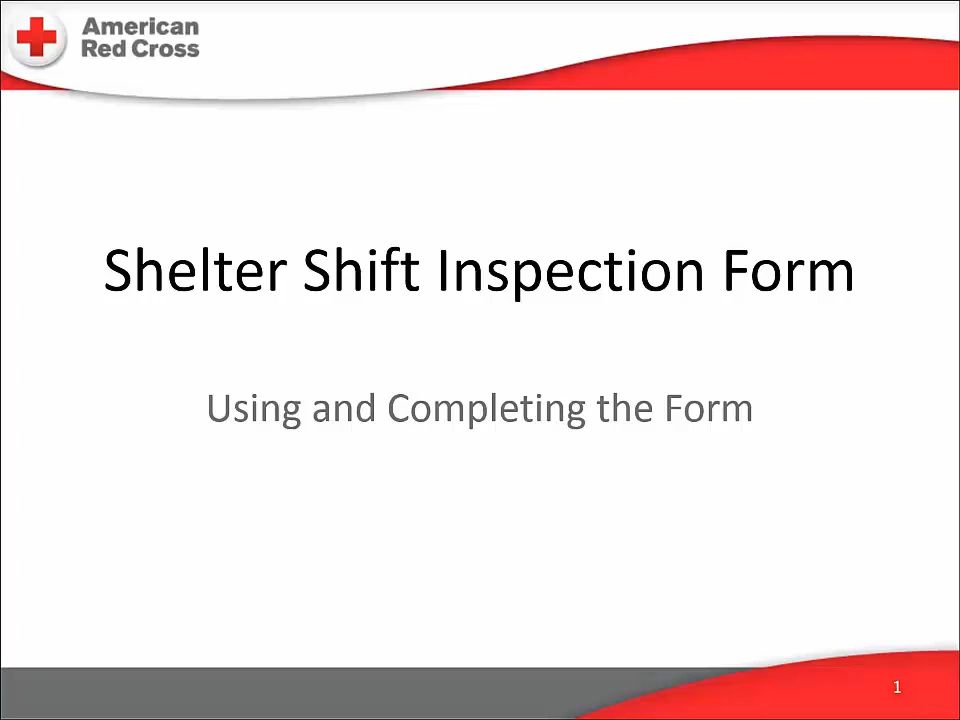 American
Red Cross
Shelter Shift Inspection Form
Using and Completing the Form
1